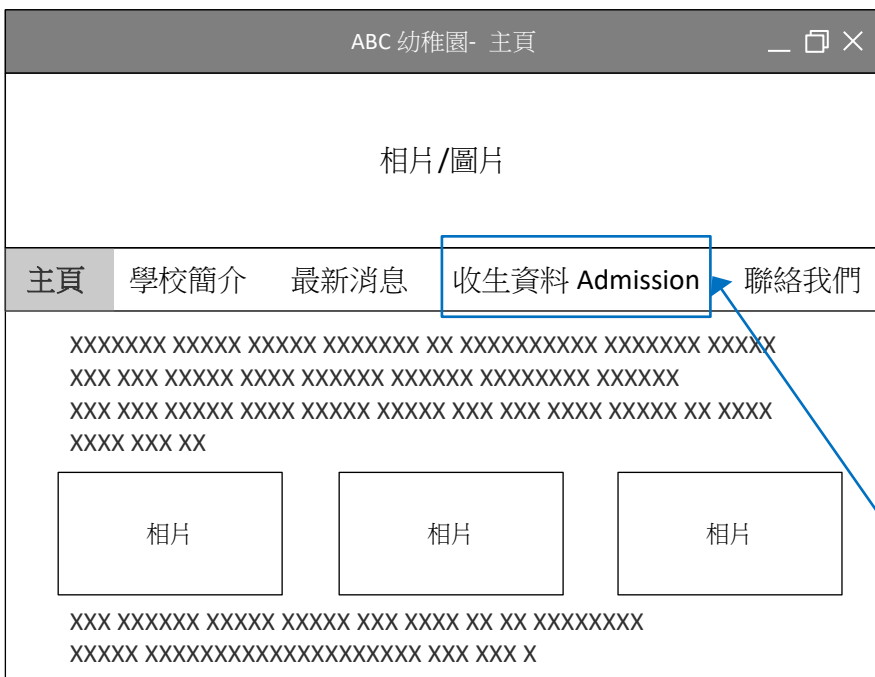 ABC 幼稚園- 主頁
相片/圖片
主頁 學校簡介 最新消息 收生資料 Admission 聯絡我們
XXXXXXX XXXXX XXXXX XXXXXXX XX XXXXXXXXXX XXXXXXX XXXXX
XXX XXX XXXXX XXXX XXXXXX XXXXXX XXXXXXXX XXXXXX
XXX XXX XXXXX XXXX XXXXX XXXXX XXX XXX XXXX XXXXX XX XXXX
XXXX XXX XX
相片 相片 相片
XXX XXXXXX XXXXX XXXXX XXX XXXX XX XX XXXXXXXX
XXXXX XXXXXXXXXXXXXXXXXXXX XXX XXX X